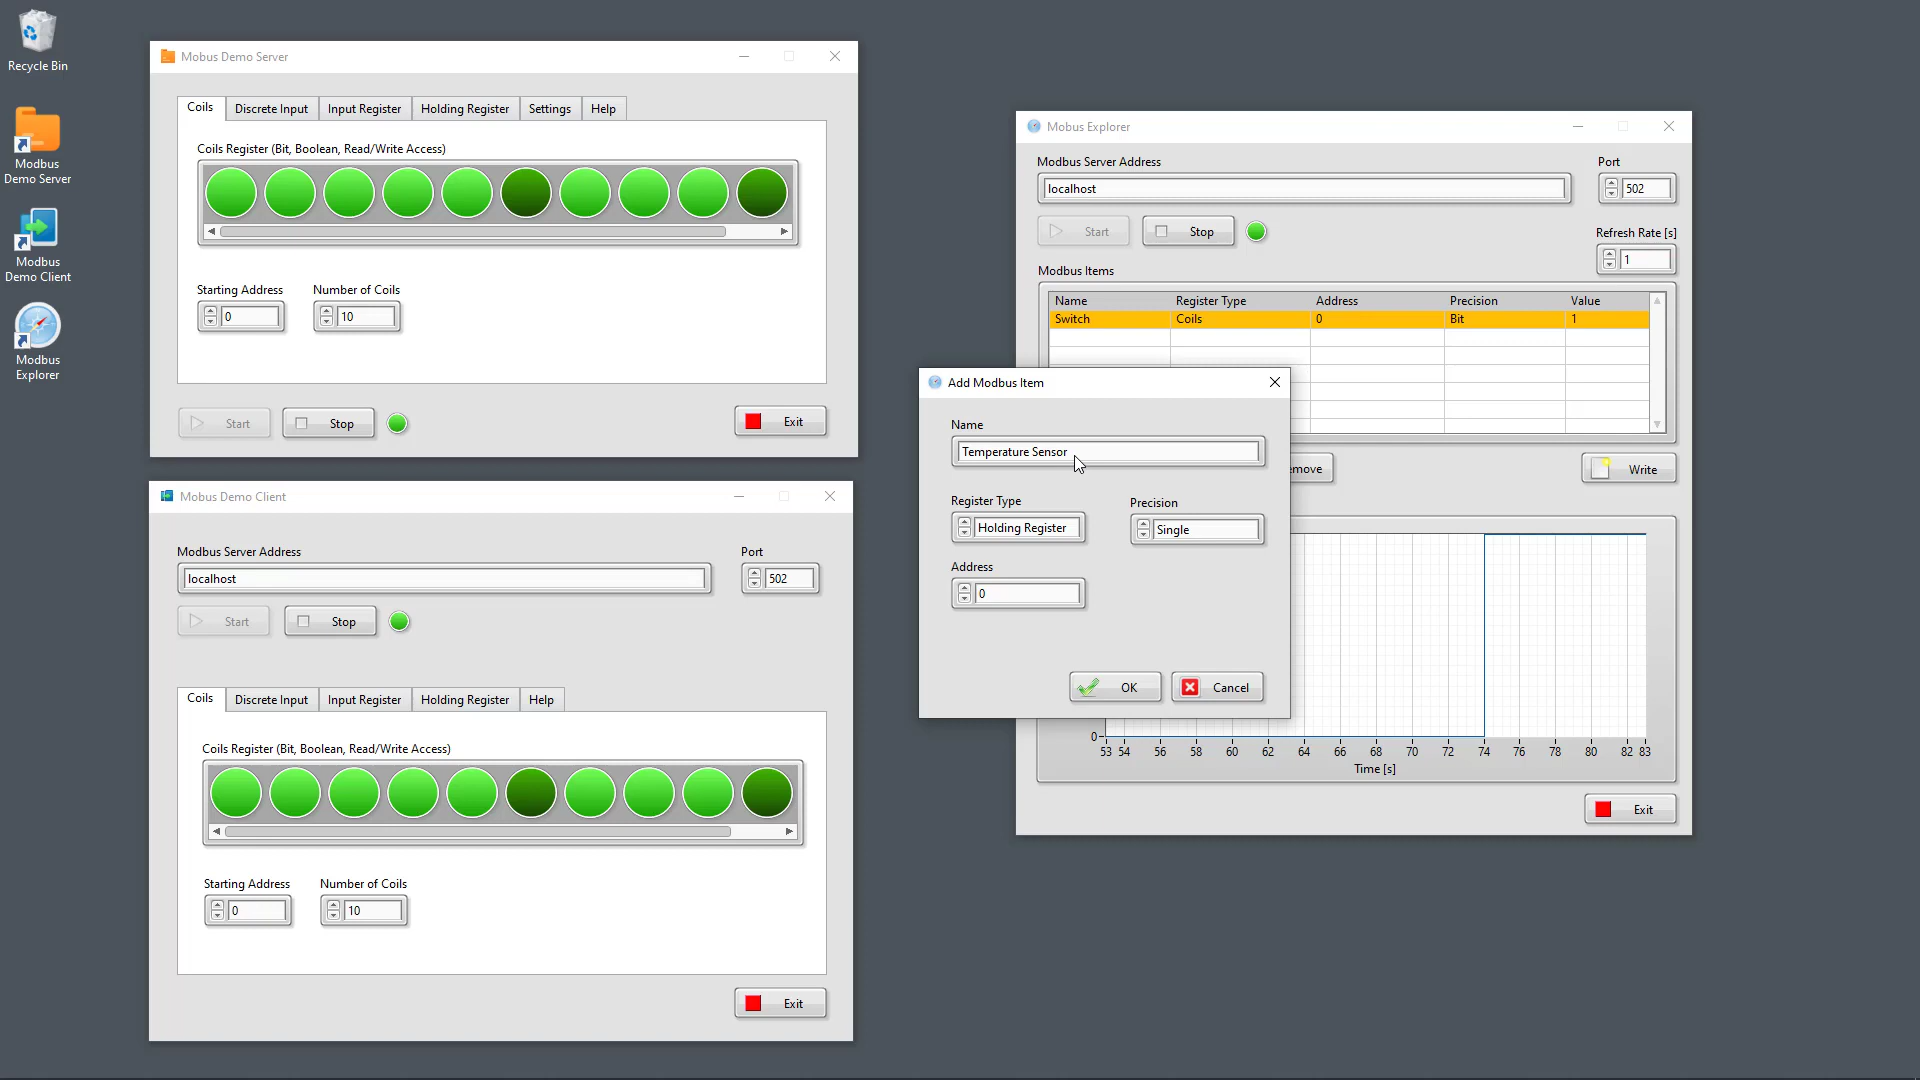 Recycle Bin
Modbus
Demo Server
Modbus
Demo Client
Modbus
Explorer
Mobus Demo Server
Coils Discrete Input Input Register Holding Register Settings Help
Coils Register (Bit, Boolean, Read/Write Access)
Starting Address Number of Coils
0 10
Start Stop Exit
Mobus Demo Client
Modbus Server Address Port
localhost 502
Start Stop
Coils Discrete Input Input Register Holding Register Help
Coils Register (Bit, Boolean, Read/Write Access)
Starting Address Number of Coils
0 10
Exit
Mobus Explorer
Modbus Server Address Port
localhost 502
Start Stop
Refresh Rate [s]
1
Modbus Items
Name Register Type Address Precision Value
Switch Coils 0 Bit 1
emove Write
0
53 54 56 58 60 62 64 66 68 70 72 74 76 78 80 82 83
Time [s]
Exit
Add Modbus Item
Name
Temperature Sensor
Register Type Precision
Holding Register Single
Address
0
OK Cancel